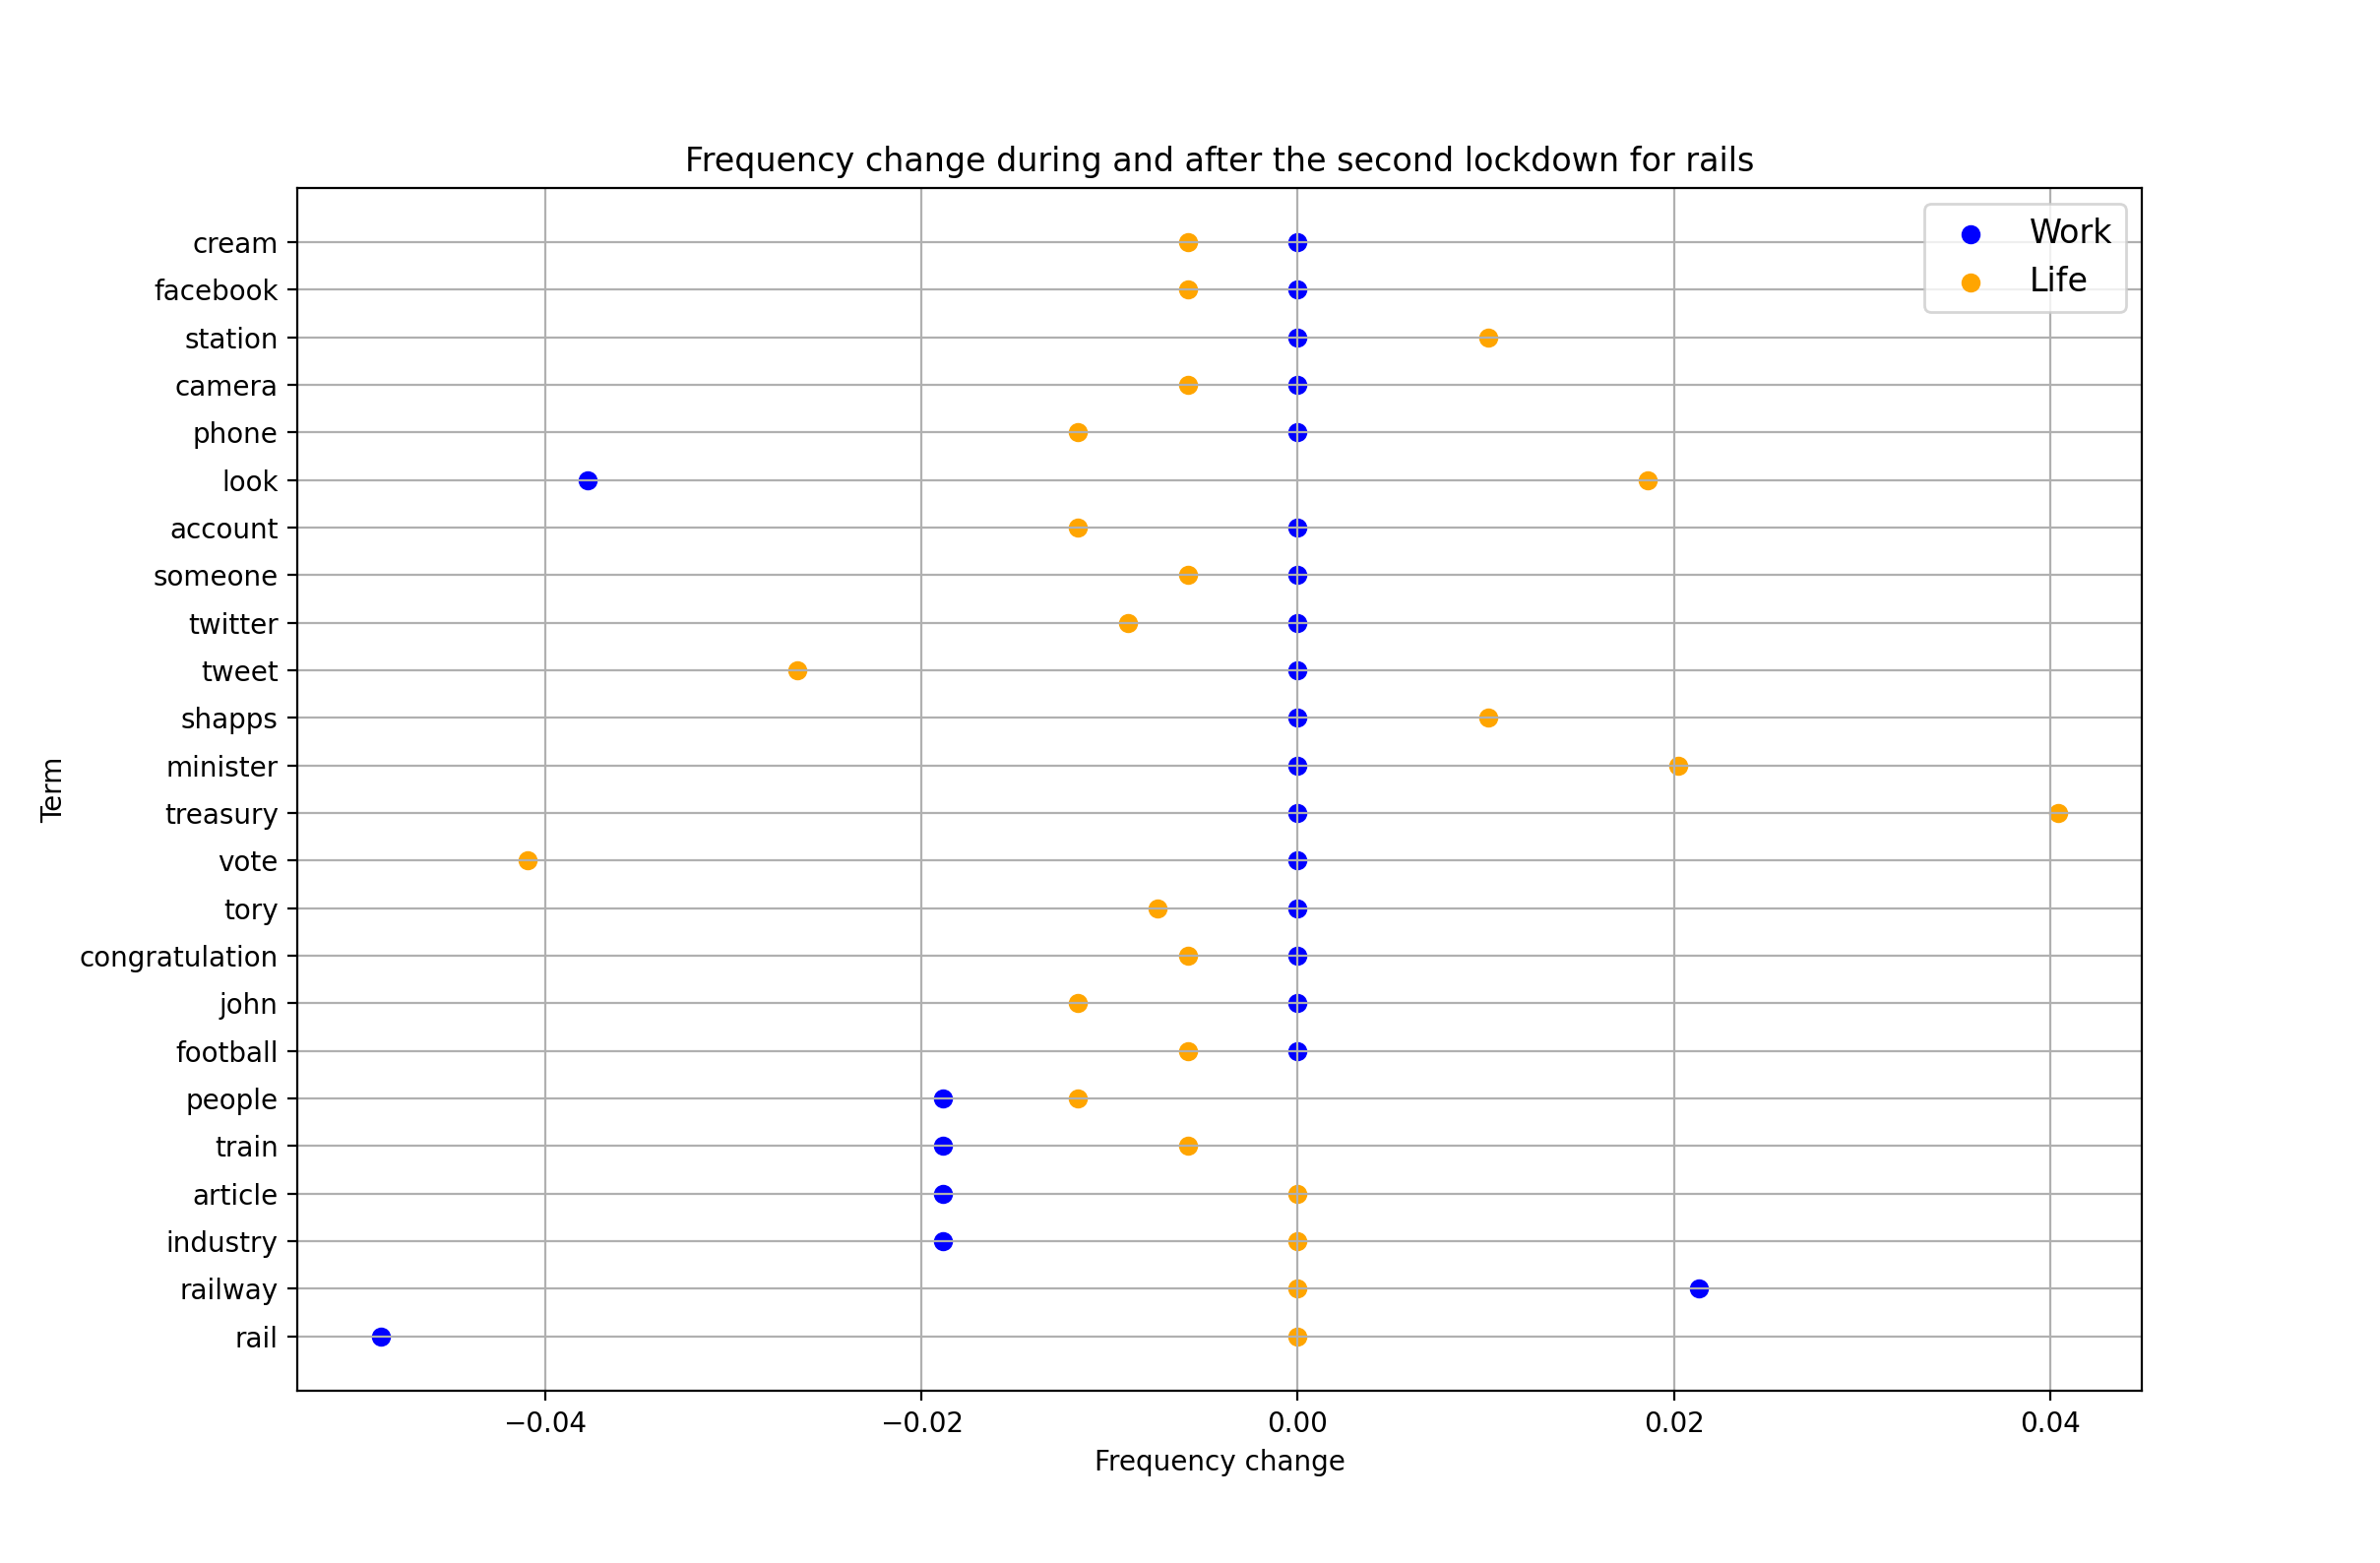 Frequency change during and after the second lockdown for rails
Work
Life
cream
facebook
station
camera
phone
look
account
someone
twitter
tweet
shapps
minister
treasury
vote
tory
congratulation
john
football
people
train
article
industry
railway
rail
Term
−0.04 −0.02 0.00 0.02 0.04
Frequency change